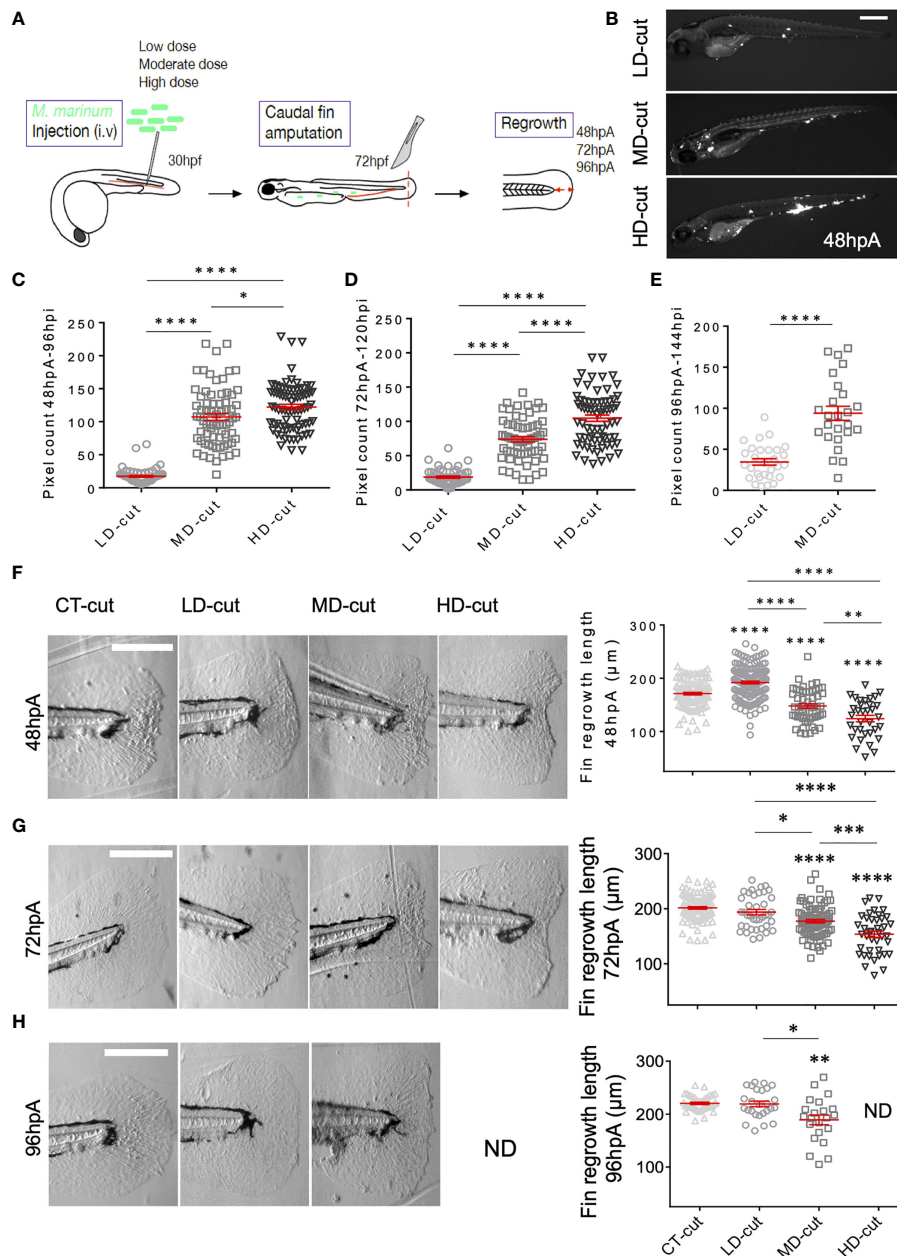 A
Low dose
Moderate dose
High dose
M. marinum
Injection (i.v)
30hpf
Caudal fin
amputation
72hpf
Regrowth
48hpA
72hpA
96hpA
B
LD-cut
MD-cut
HD-cut
48hpA
C
Pixel count 48hpA-96hpi
250
200
150
100
50
0
****
*
****
LD-cut
MD-cut
HD-cut
D
Pixel count 72hpA-120hpi
250
200
150
100
50
0
****
****
****
LD-cut
MD-cut
HD-cut
E
Pixel count 96hpA-144hpi
200
150
100
50
0
****
LD-cut
MD-cut
F
CT-cut
LD-cut
MD-cut
HD-cut
48hpA
Fin regrowth length
48hpA (µm)
300
200
100
****
****
**
****
****
****
G
72hpA
Fin regrowth length
72hpA (µm)
300
200
100
****
*
***
****
****
H
96hpA
ND
Fin regrowth length
96hpA (µm)
300
200
100
*
**
ND
CT-cut
LD-cut
MD-cut
HD-cut